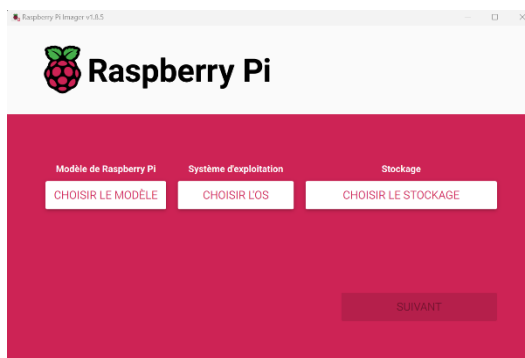 Raspberry Pi Imager v1.8.5
Raspberry Pi
Modèle de Raspberry Pi
Système d'exploitation
Stockage
CHOISIR LE MODÈLE
CHOISIR L'OS
CHOISIR LE STOCKAGE
SUIVANT